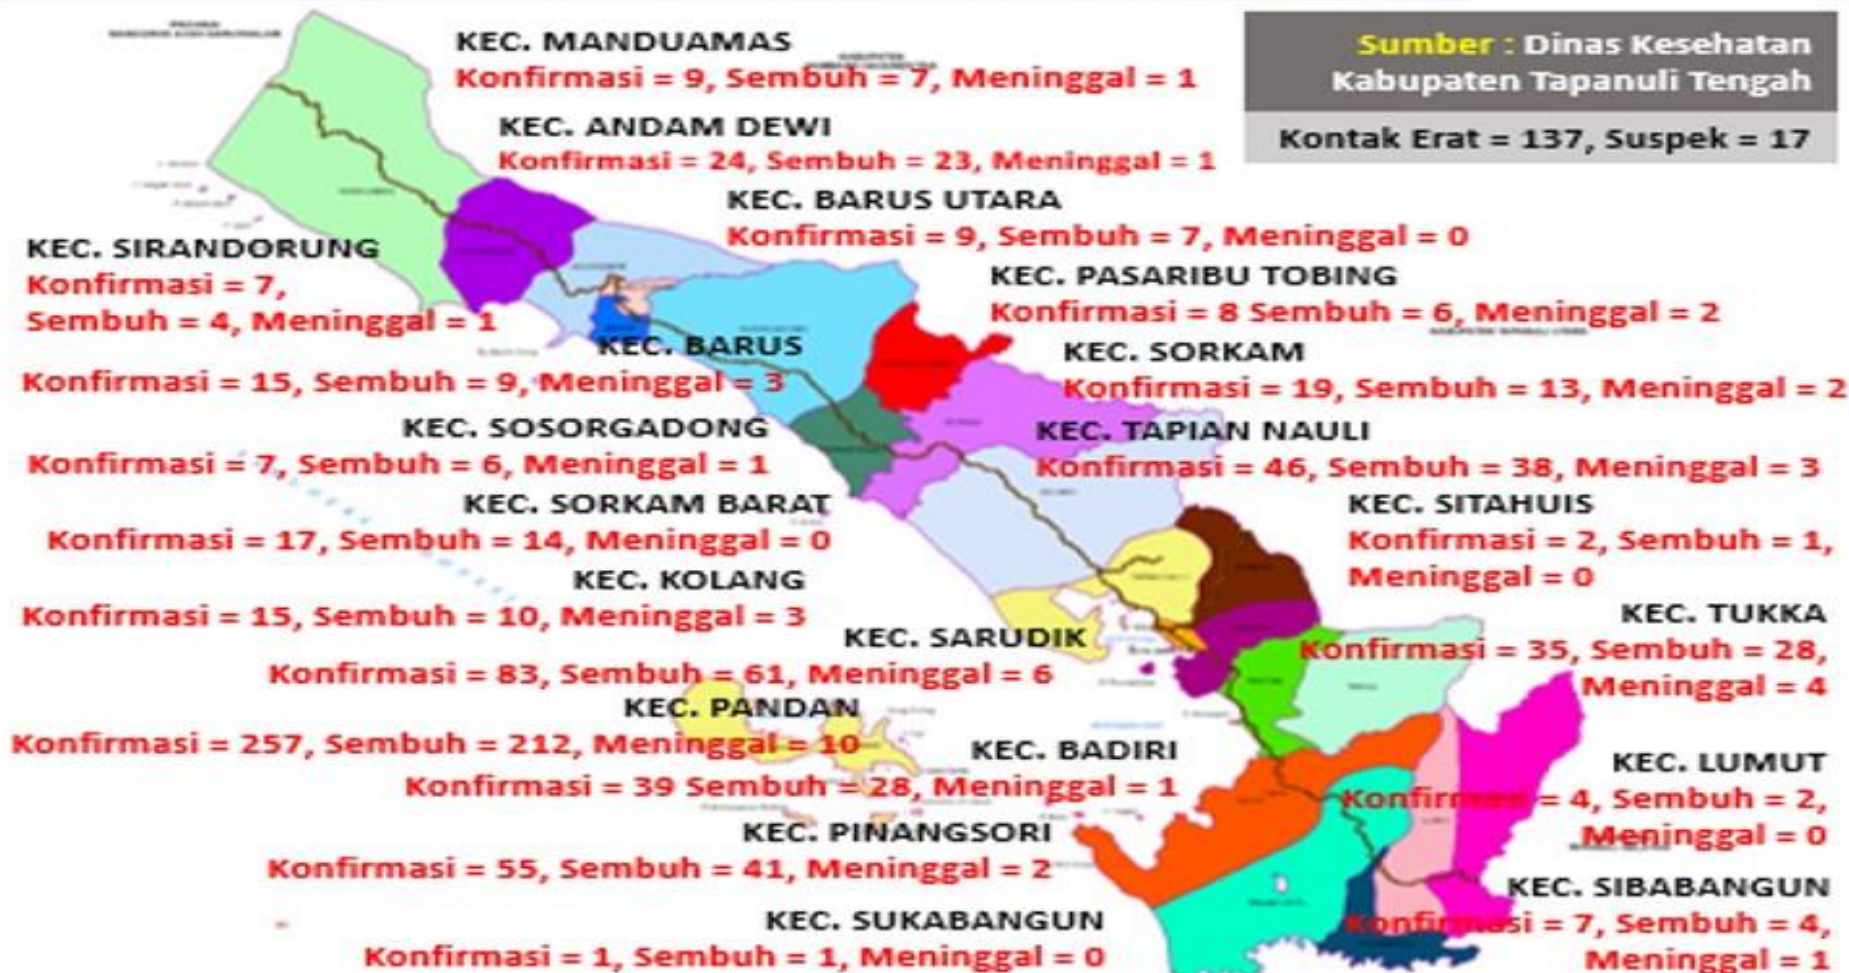 KEC. MANDUAMAS
Konfirmasi = 9, Sembuh = 7, Meninggal = 1
Sumber : Dinas Kesehatan
Kabupaten Tapanuli Tengah
Kontak Erat = 137, Suspek = 17
KEC. ANDAM DEWI
Konfirmasi = 24, Sembuh = 23, Meninggal = 1
KEC. BARUS UTARA
Konfirmasi = 9, Sembuh = 7, Meninggal = 0
KEC. SIRANDORUNG
Konfirmasi = 7,
Sembuh = 4, Meninggal = 1
KEC. PASARIBU TOBING
Konfirmasi = 8 Sembuh = 6, Meninggal = 2
KEC. BARUS
Konfirmasi = 15, Sembuh = 9, Meninggal = 3
KEC. SORKAM
Konfirmasi = 19, Sembuh = 13, Meninggal = 2
KEC. SOSORGADONG
Konfirmasi = 7, Sembuh = 6, Meninggal = 1
KEC. TAPIAN NAULI
Konfirmasi = 46, Sembuh = 38, Meninggal = 3
KEC. SORKAM BARAT
Konfirmasi = 17, Sembuh = 14, Meninggal = 0
KEC. SITAHUIS
Konfirmasi = 2, Sembuh = 1,
Meninggal = 0
KEC. KOLANG
Konfirmasi = 15, Sembuh = 10, Meninggal = 3
KEC. TUKKA
Konfirmasi = 35, Sembuh = 28,
Meninggal = 4
KEC. SARUDIK
Konfirmasi = 83, Sembuh = 61, Meninggal = 6
KEC. PANDAN
Konfirmasi = 257, Sembuh = 212, Meninggal = 10
KEC. BADIRI
Konfirmasi = 39 Sembuh = 28, Meninggal = 1
KEC. LUMUT
Konfirmasi = 4, Sembuh = 2,
Meninggal = 0
KEC. PINANGSORI
Konfirmasi = 55, Sembuh = 41, Meninggal = 2
KEC. SIBABANGUN
Konfirmasi = 7, Sembuh = 4,
Meninggal = 1
KEC. SUKABANGUN
Konfirmasi = 1, Sembuh = 1, Meninggal = 0